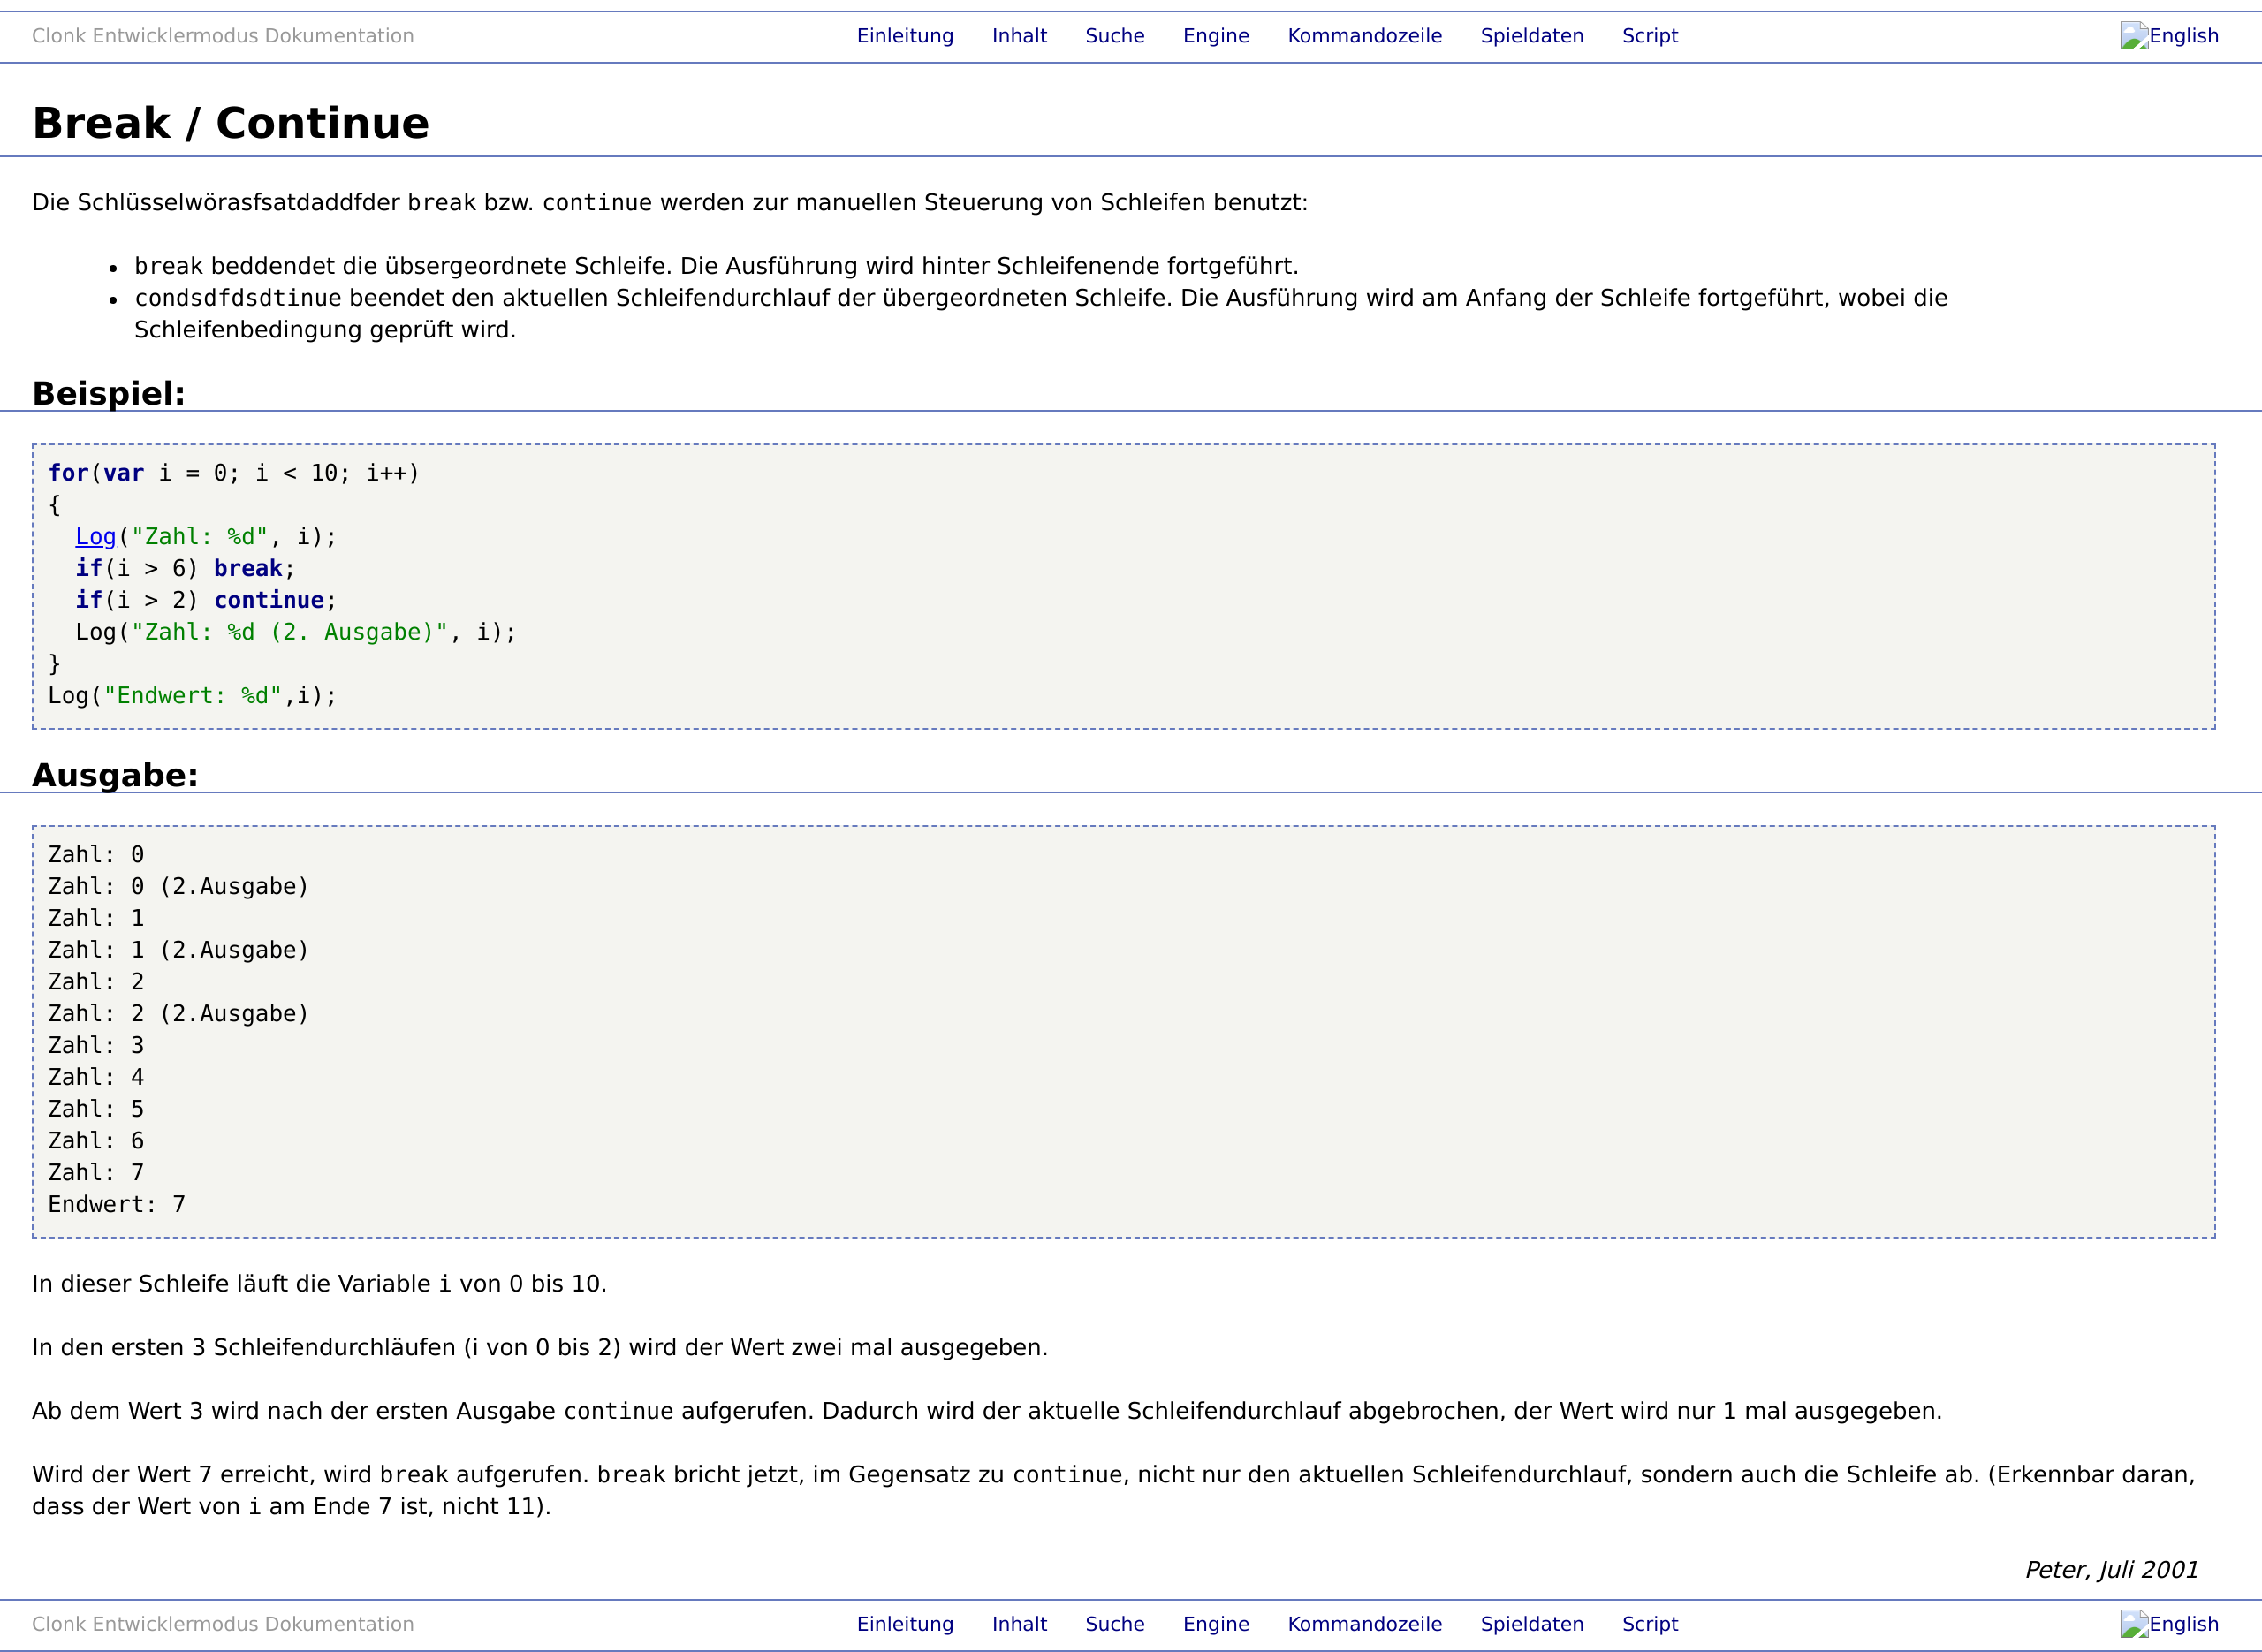 Clonk Entwicklermodus Dokumentation Einleitung Inhalt Suche Engine Kommandozeile Spieldaten Script English
Break / Continue
Die Schlüsselwörasfsatdaddfder break bzw. continue werden zur manuellen Steuerung von Schleifen benutzt:
• break beddendet die übsergeordnete Schleife. Die Ausführung wird hinter Schleifenende fortgeführt.
• condsdfdsdtinue beendet den aktuellen Schleifendurchlauf der übergeordneten Schleife. Die Ausführung wird am Anfang der Schleife fortgeführt, wobei die
Schleifenbedingung geprüft wird.
Beispiel:
for(var i = 0; i < 10; i++)
{
  Log("Zahl: %d", i);
  if(i > 6) break;
  if(i > 2) continue;
  Log("Zahl: %d (2. Ausgabe)", i);
}
Log("Endwert: %d",i);
Ausgabe:
Zahl: 0
Zahl: 0 (2.Ausgabe)
Zahl: 1
Zahl: 1 (2.Ausgabe)
Zahl: 2
Zahl: 2 (2.Ausgabe)
Zahl: 3
Zahl: 4
Zahl: 5
Zahl: 6
Zahl: 7
Endwert: 7
In dieser Schleife läuft die Variable i von 0 bis 10.
In den ersten 3 Schleifendurchläufen (i von 0 bis 2) wird der Wert zwei mal ausgegeben.
Ab dem Wert 3 wird nach der ersten Ausgabe continue aufgerufen. Dadurch wird der aktuelle Schleifendurchlauf abgebrochen, der Wert wird nur 1 mal ausgegeben.
Wird der Wert 7 erreicht, wird break aufgerufen. break bricht jetzt, im Gegensatz zu continue, nicht nur den aktuellen Schleifendurchlauf, sondern auch die Schleife ab. (Erkennbar daran,
dass der Wert von i am Ende 7 ist, nicht 11).
Peter, Juli 2001
Clonk Entwicklermodus Dokumentation Einleitung Inhalt Suche Engine Kommandozeile Spieldaten Script English